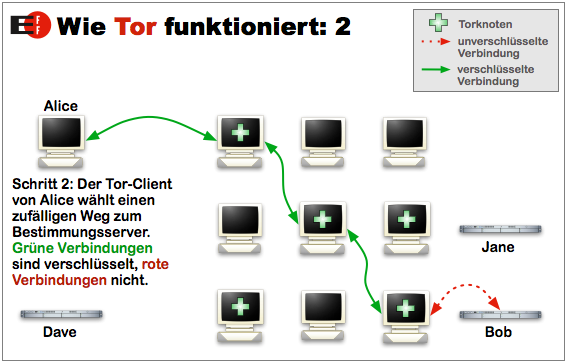 EFF
Wie Tor funktioniert: 2
Torknoten
unverschlüsselte
Verbindung
verschlüsselte
Verbindung
Alice
Schritt 2: Der Tor-Client
von Alice wählt einen
zufälligen Weg zum
Bestimmungsserver.
Grüne Verbindungen
sind verschlüsselt, rote
Verbindungen nicht.
Jane
Dave
Bob